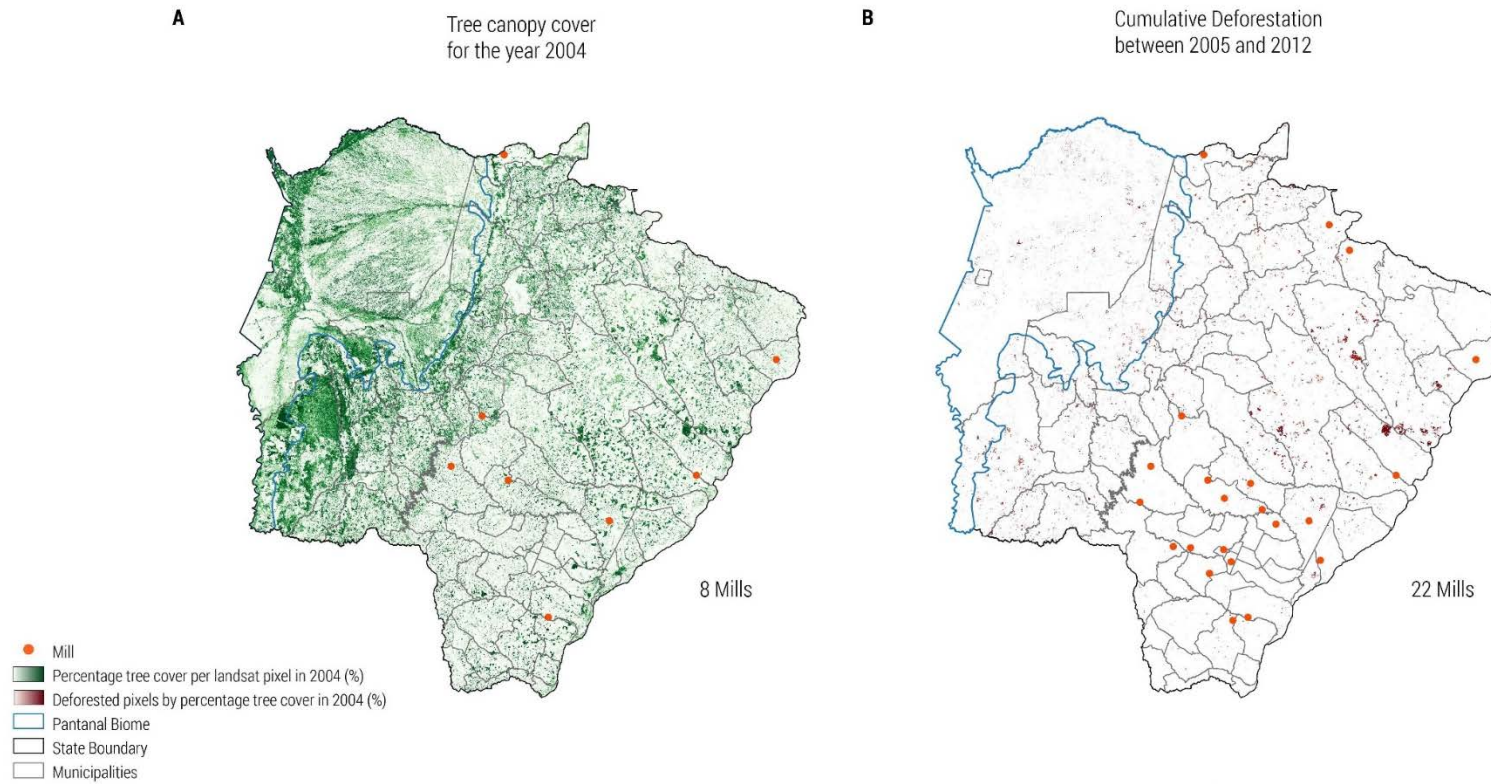 A
Tree canopy cover
for the year 2004
B
Cumulative Deforestation
between 2005 and 2012
8 Mills
22 Mills
Mill
Percentage tree cover per landsat pixel in 2004 (%)
Deforested pixels by percentage tree cover in 2004 (%)
Pantanal Biome
State Boundary
Municipalities